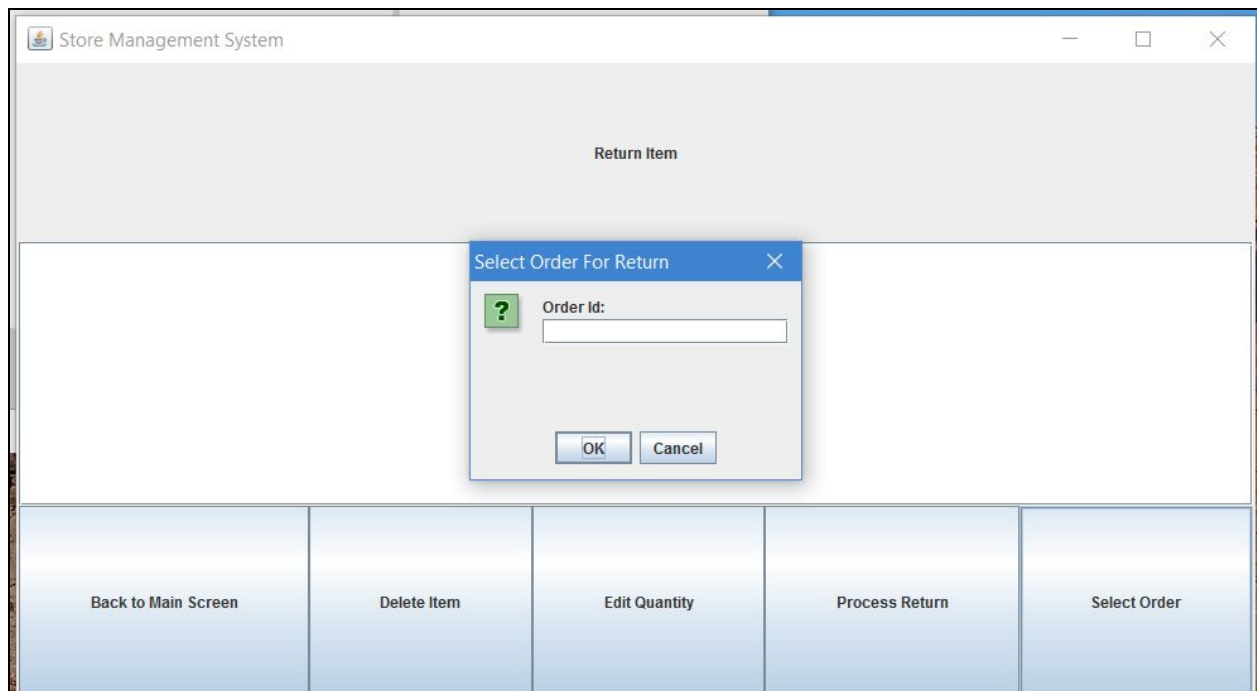 Store Management System
Return Item
Select Order For Return
?
Order Id:
OK Cancel
Back to Main Screen Delete Item Edit Quantity Process Return Select Order